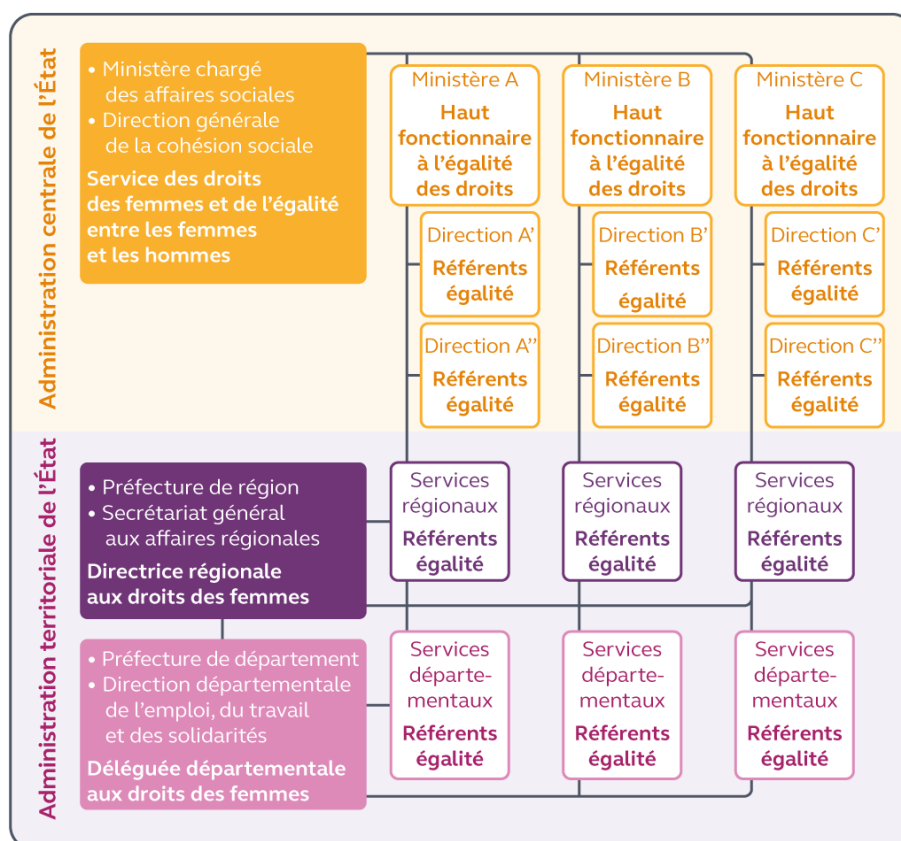 Administration centrale de l’État
• Ministère chargé
des affaires sociales
• Direction générale
de la cohésion sociale
Service des droits
des femmes et de l’égalité
entre les femmes
et les hommes
Ministère A
Haut
fonctionnaire
à l’égalité
des droits
Ministère B
Haut
fonctionnaire
à l’égalité
des droits
Ministère C
Haut
fonctionnaire
à l’égalité
des droits
Direction A'
Référents
égalité
Direction B'
Référents
égalité
Direction C'
Référents
égalité
Direction A’’
Référents
égalité
Direction B’’
Référents
égalité
Direction C’’
Référents
égalité
Administration territoriale de l’État
• Préfecture de région
• Secrétariat général
aux affaires régionales
Directrice régionale
aux droits des femmes
Services
régionaux
Référents
égalité
Services
régionaux
Référents
égalité
Services
régionaux
Référents
égalité
• Préfecture de département
• Direction départementale
de l’emploi, du travail
et des solidarités
Déléguée départementale
aux droits des femmes
Services
départe-
mentaux
Référents
égalité
Services
départe-
mentaux
Référents
égalité
Services
départe-
mentaux
Référents
égalité